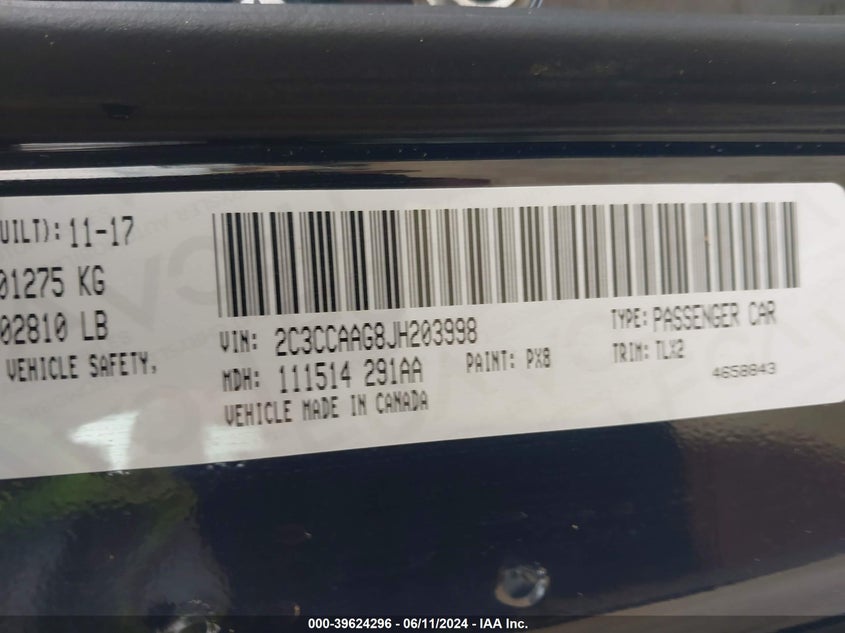 UILT): 11-17
01275 KG
02810 LB
VEHICLE SAFETY,
VIN: 2C3CCAAG8JH203998
TYPE: PASSENGER CAR
MDH: 111514 291AA
PAINT: PX8
TRIM: TLX2
VEHICLE MADE IN CANADA
4658843
000-39624296 - 06/11/2024 - IAA Inc.